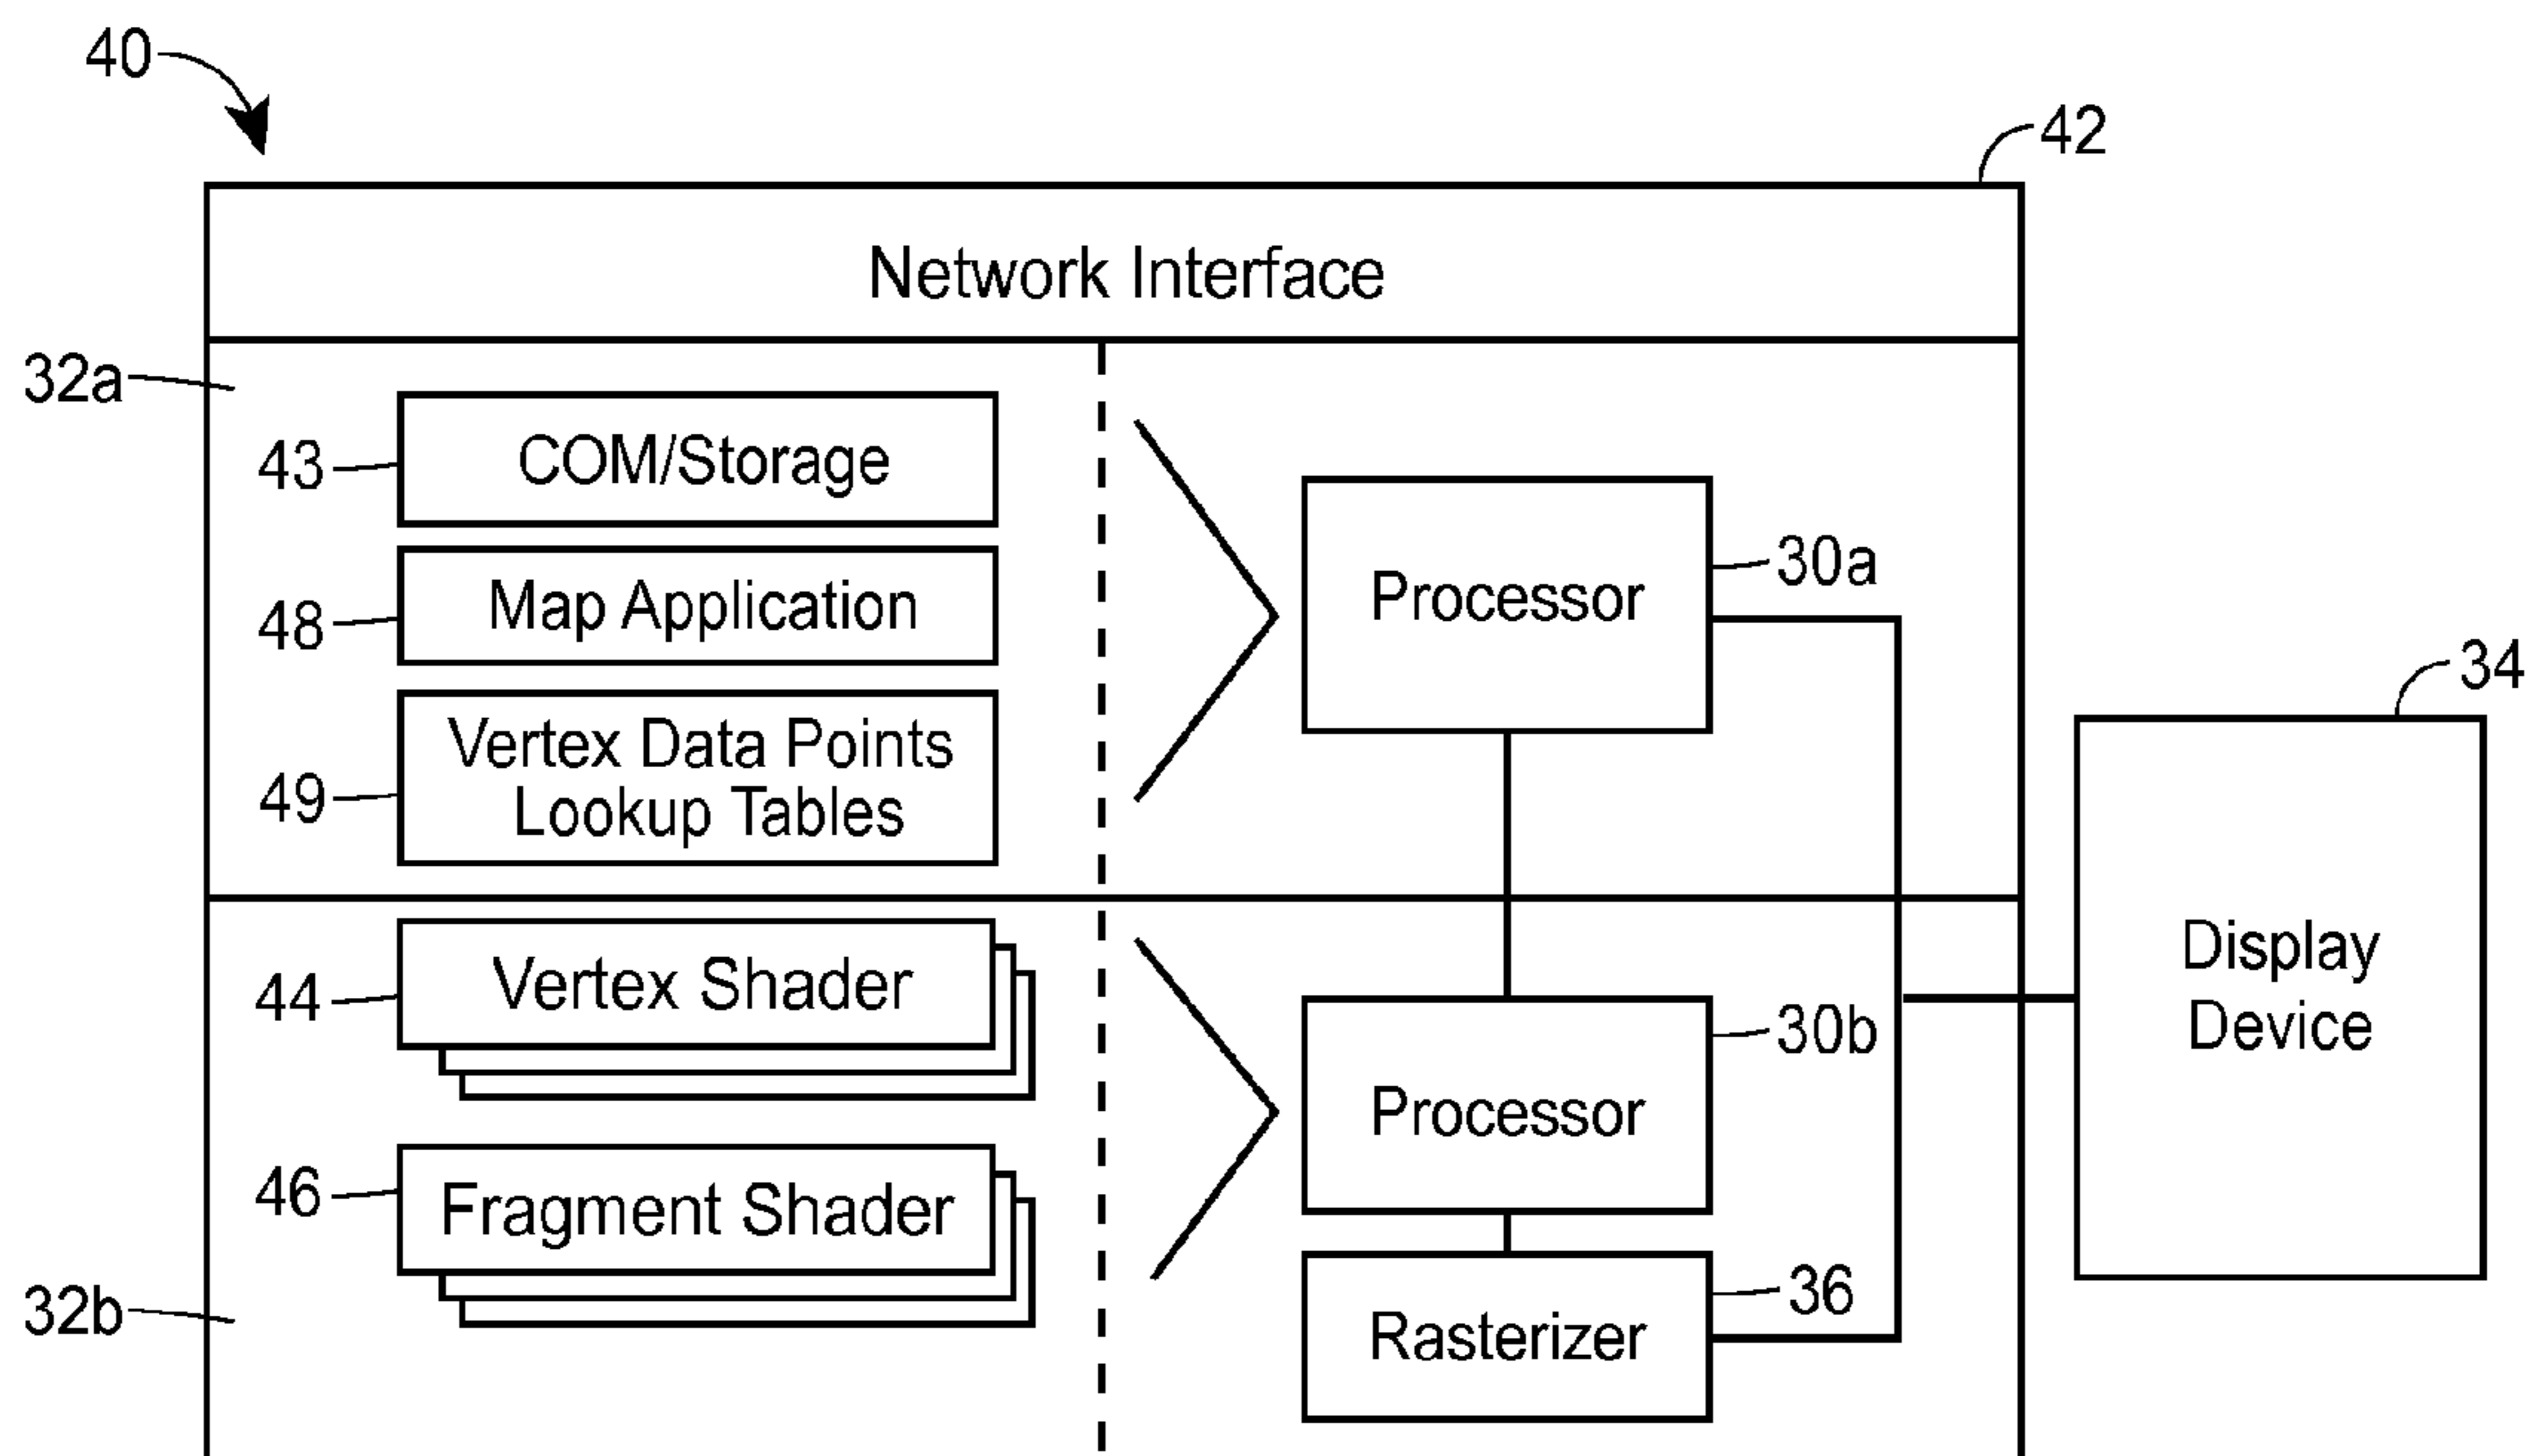 40
42
Network Interface
32a
43
COM/Storage
48
Map Application
49
Vertex Data Points
Lookup Tables
Processor
30a
34
Display
Device
44
Vertex Shader
30b
Processor
46
Fragment Shader
32b
36
Rasterizer